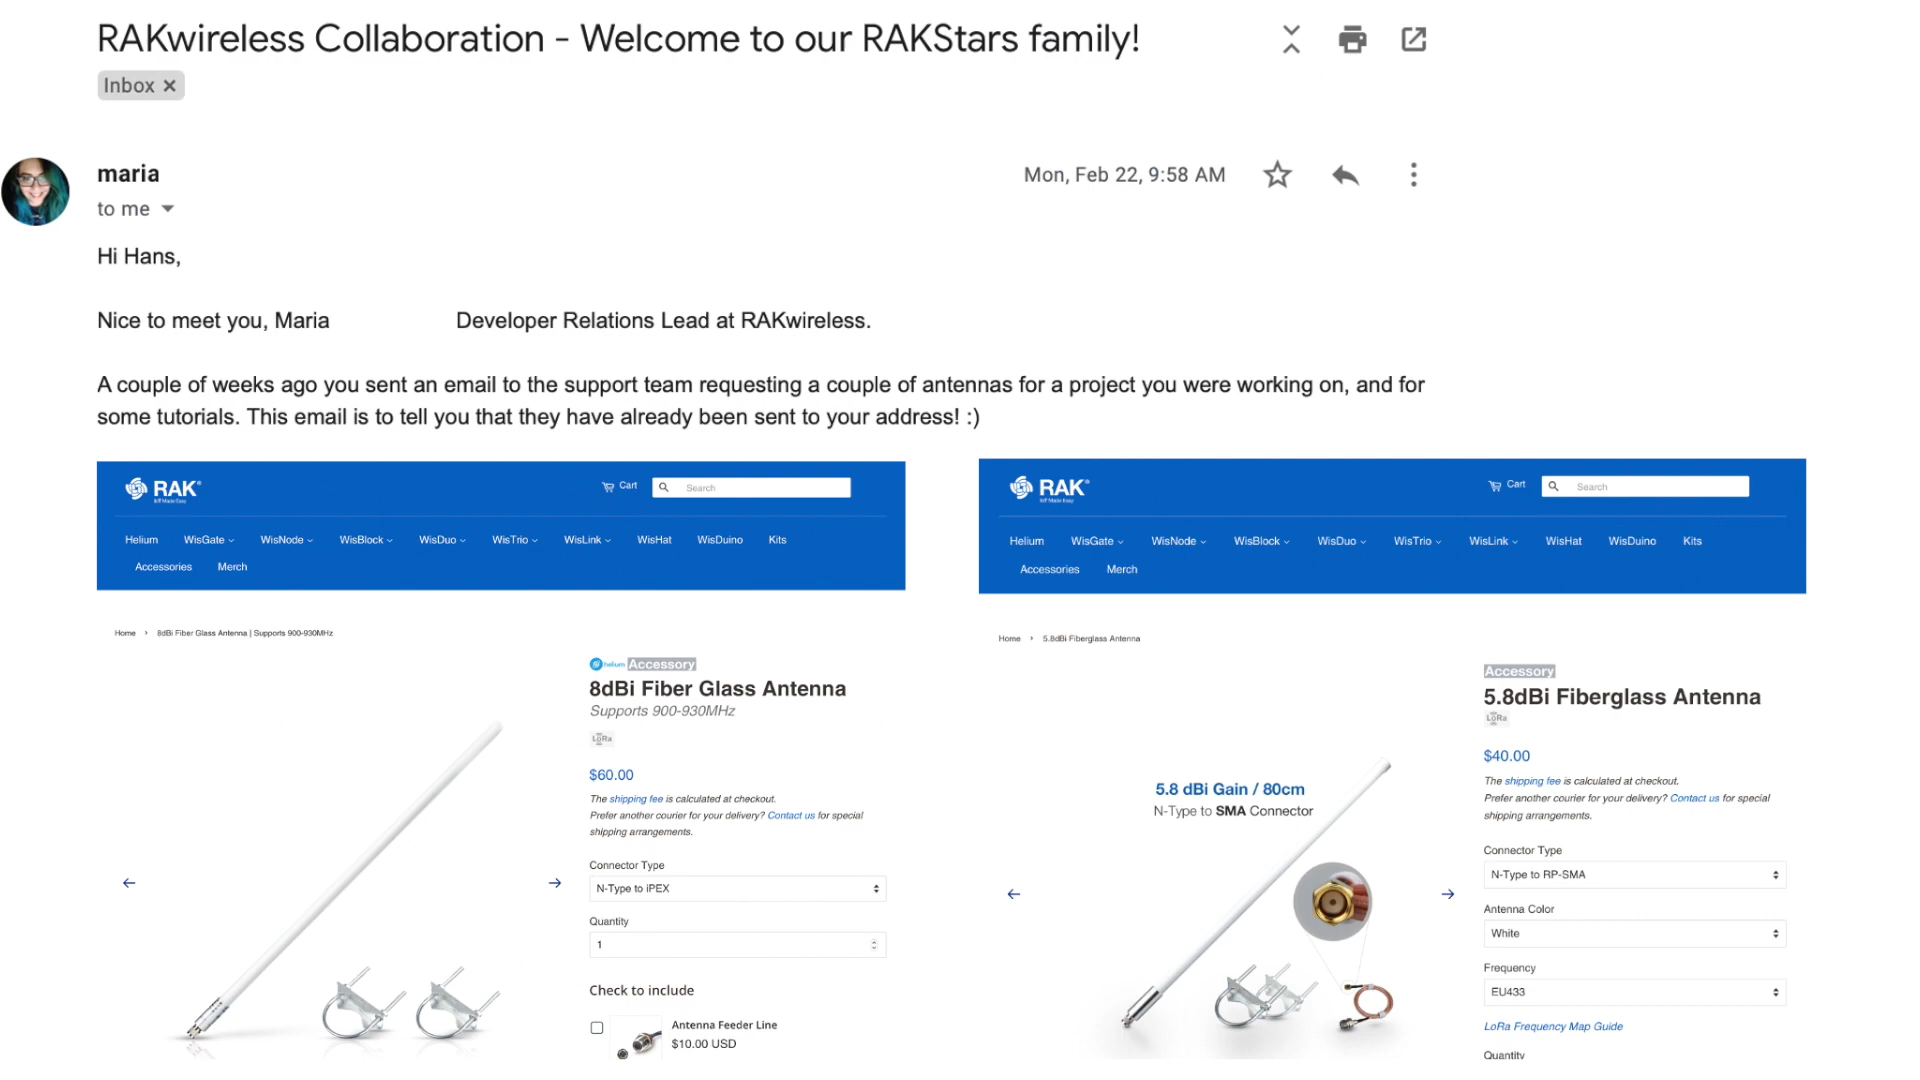 RAKwireless Collaboration - Welcome to our RAKStars family!
Inbox ×
maria
Mon, Feb 22, 9:58 AM
to me
Hi Hans,
Nice to meet you, Maria Developer Relations Lead at RAKwireless.
A couple of weeks ago you sent an email to the support team requesting a couple of antennas for a project you were working on, and for
some tutorials. This email is to tell you that they have already been sent to your address! :)
RAK®
IoT Made Easy
Cart
Search
Helium WisGate WisNode WisBlock WisDuo WisTrio WisLink WisHat WisDuino Kits
Accessories Merch
Home › 8dBi Fiber Glass Antenna | Supports 900-930MHz
helium Accessory
8dBi Fiber Glass Antenna
Supports 900-930MHz
LoRa
$60.00
The shipping fee is calculated at checkout.
Prefer another courier for your delivery? Contact us for special
shipping arrangements.
Connector Type
N-Type to iPEX
Quantity
1
Check to include
Antenna Feeder Line
$10.00 USD
RAK®
IoT Made Easy
Cart
Search
Helium WisGate WisNode WisBlock WisDuo WisTrio WisLink WisHat WisDuino Kits
Accessories Merch
Home › 5.8dBi Fiberglass Antenna
5.8 dBi Gain / 80cm
N-Type to SMA Connector
Accessory
5.8dBi Fiberglass Antenna
LoRa
$40.00
The shipping fee is calculated at checkout.
Prefer another courier for your delivery? Contact us for special
shipping arrangements.
Connector Type
N-Type to RP-SMA
Antenna Color
White
Frequency
EU433
LoRa Frequency Map Guide
Quantity